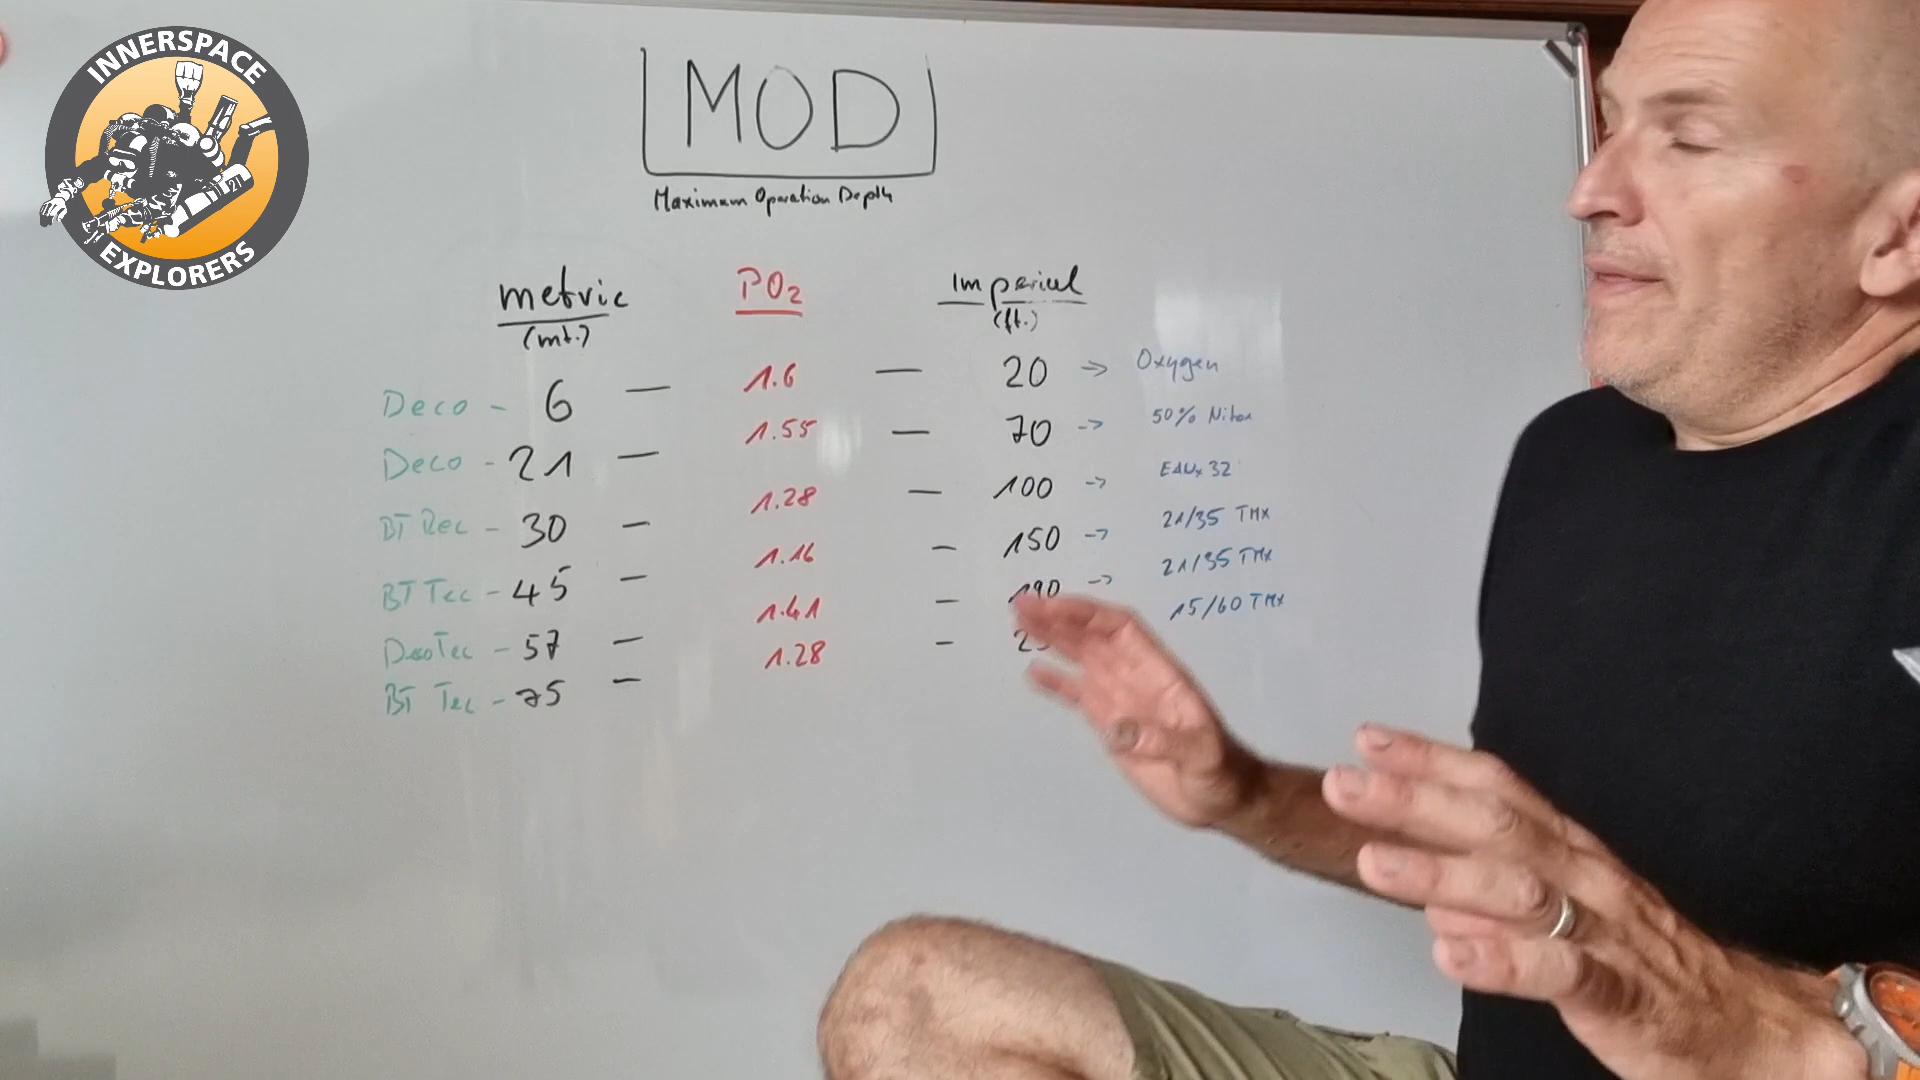 INNERSPACE
EXPLORERS
21
MOD
Maximum Operation Depth
metric PO2 Imperial
(mt.) (ft.)
Deco - 6 — 1.6 — 20 -> Oxygen
Deco - 21 — 1.55 — 70 -> 50% Nitox
BT Rec - 30 — 1.28 — 100 -> EANx 32
BT Tec - 45 — 1.16 — 150 -> 21/35 TMX
DecoTec - 57 — 1.41 — 190 -> 21/35 TMX
BT Tec - 75 — 1.28 — 15/60 TMX